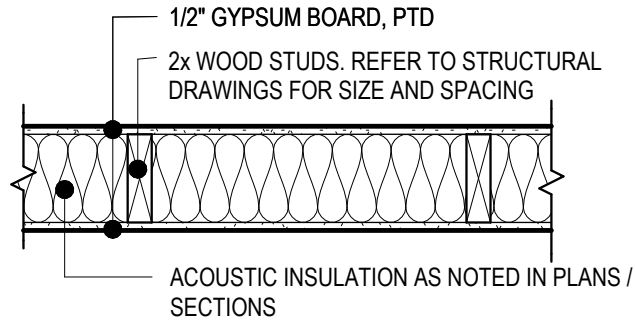 1/2" GYPSUM BOARD, PTD
2x WOOD STUDS. REFER TO STRUCTURAL
DRAWINGS FOR SIZE AND SPACING
ACOUSTIC INSULATION AS NOTED IN PLANS /
SECTIONS